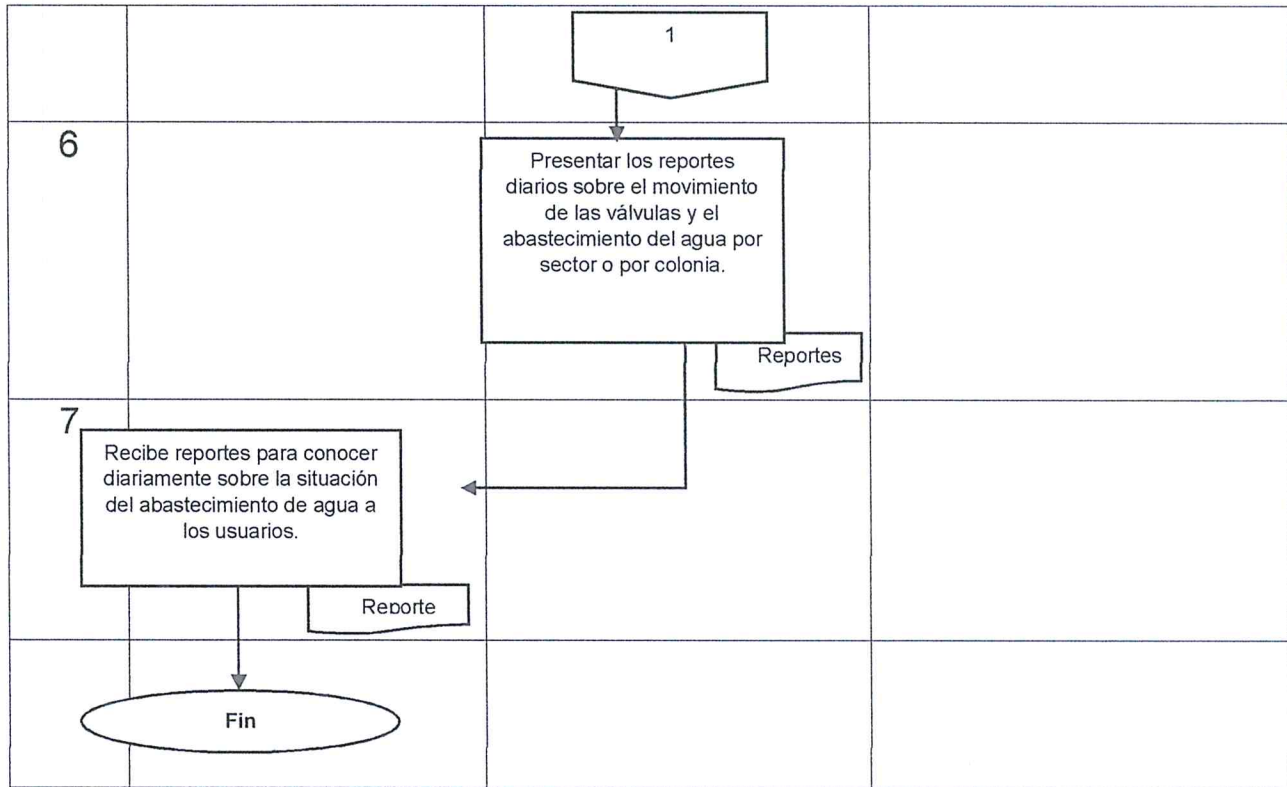 1
6
Presentar los reportes
diarios sobre el movimiento
de las válvulas y el
abastecimiento del agua por
sector o por colonia.
Reportes
7
Recibe reportes para conocer
diariamente sobre la situación
del abastecimiento de agua a
los usuarios.
Reporte
Fin